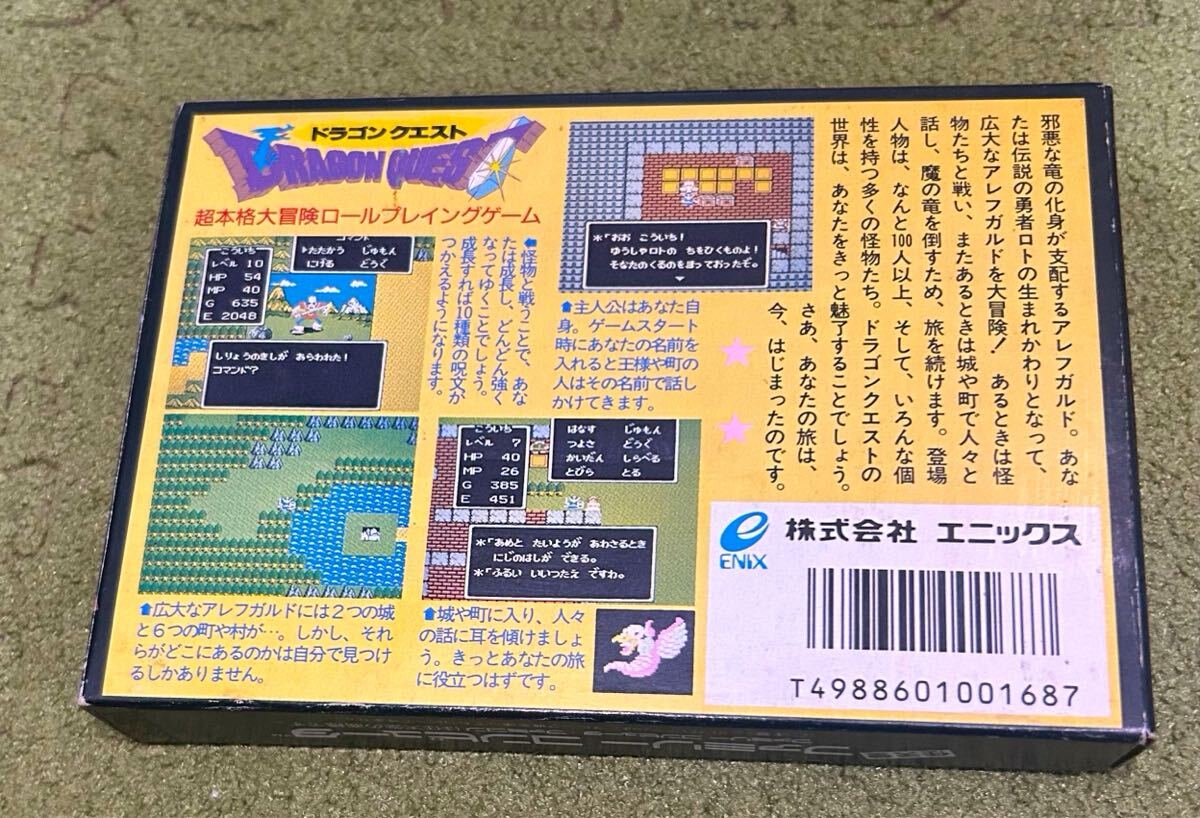 ドラゴンクエスト
DRAGON QUEST
超本格大冒険ロールプレイングゲーム
邪悪な竜の化身が支配するアレフガルド。あな
たは伝説の勇者ロトの生まれかわりとなって、
広大なアレフガルドを大冒険! あるときは怪
物たちと戦い、またあるときは城や町で人々と
話し、魔の竜を倒すため、旅を続けます。登場
人物は、なんと100人以上、そして、いろんな個
性を持つ多くの怪物たち。ドラゴンクエストの
世界は、あなたをきっと魅了することでしょう。
さあ、あなたの旅は、
今、はじまったのです。
*「おお こういち!
ゆうしゃロトの ちをひくものよ!
そなたのくるのを まっておったぞ。
⬆主人公はあなた自
身。ゲームスタート
時にあなたの名前を
入れると王様や町の
人はその名前で話し
かけてきます。
こういち
レベル 10
HP 54
MP 40
G 635
E 2048
コマンド
たたかう じゅもん
にげる どうぐ
しりょうのきしが あらわれた!
コマンド?
⬅怪物と戦うことで、あな
たは成長し、どんどん強く
なってゆくことでしょう。
成長すれば10種類の呪文が
つかえるようになります。
⬆広大なアレフガルドには2つの城
と6つの町や村が…。しかし、それ
らがどこにあるのかは自分で見つけ
るしかありません。
こういち
レベル 7
HP 40
MP 26
G 385
E 451
はなす じゅもん
つよさ どうぐ
かいだん しらべる
とびら とる
*「あめと たいようが あわさるとき
にじのはしが できる。
*「ふるい いいつたえ ですわ。
⬆城や町に入り、人々
の話に耳を傾けましょ
う。きっとあなたの旅
に役立つはずです。
ENIX
株式会社 エニックス
T4988601001687
ファミリーコンピュータ